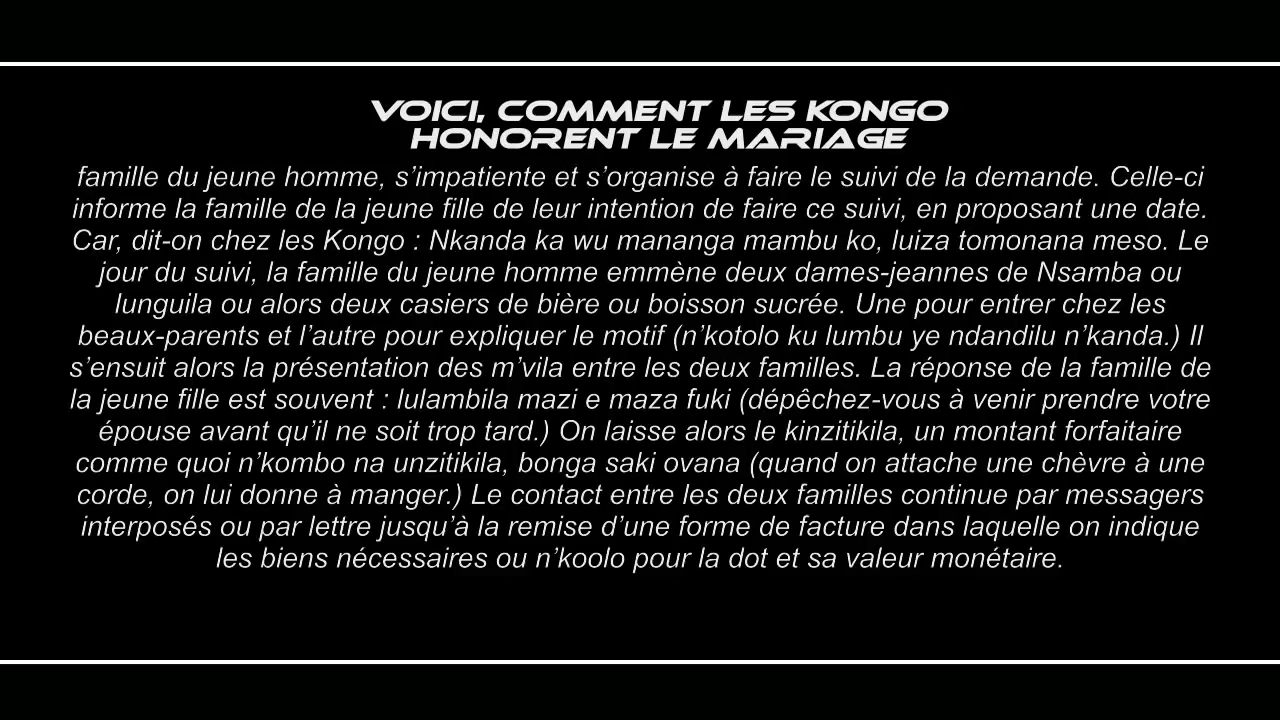 VOICI, COMMENT LES KONGO
HONORENT LE MARIAGE
famille du jeune homme, s’impatiente et s’organise à faire le suivi de la demande. Celle-ci
informe la famille de la jeune fille de leur intention de faire ce suivi, en proposant une date.
Car, dit-on chez les Kongo : Nkanda ka wu mananga mambu ko, luiza tomonana meso. Le
jour du suivi, la famille du jeune homme emmène deux dames-jeannes de Nsamba ou
lunguila ou alors deux casiers de bière ou boisson sucrée. Une pour entrer chez les
beaux-parents et l’autre pour expliquer le motif (n’kotolo ku lumbu ye ndandilu n’kanda.) Il
s’ensuit alors la présentation des m’vila entre les deux familles. La réponse de la famille de
la jeune fille est souvent : lulambila mazi e maza fuki (dépêchez-vous à venir prendre votre
épouse avant qu’il ne soit trop tard.) On laisse alors le kinzitikila, un montant forfaitaire
comme quoi n’kombo na unzitikila, bonga saki ovana (quand on attache une chèvre à une
corde, on lui donne à manger.) Le contact entre les deux familles continue par messagers
interposés ou par lettre jusqu’à la remise d’une forme de facture dans laquelle on indique
les biens nécessaires ou n’koolo pour la dot et sa valeur monétaire.